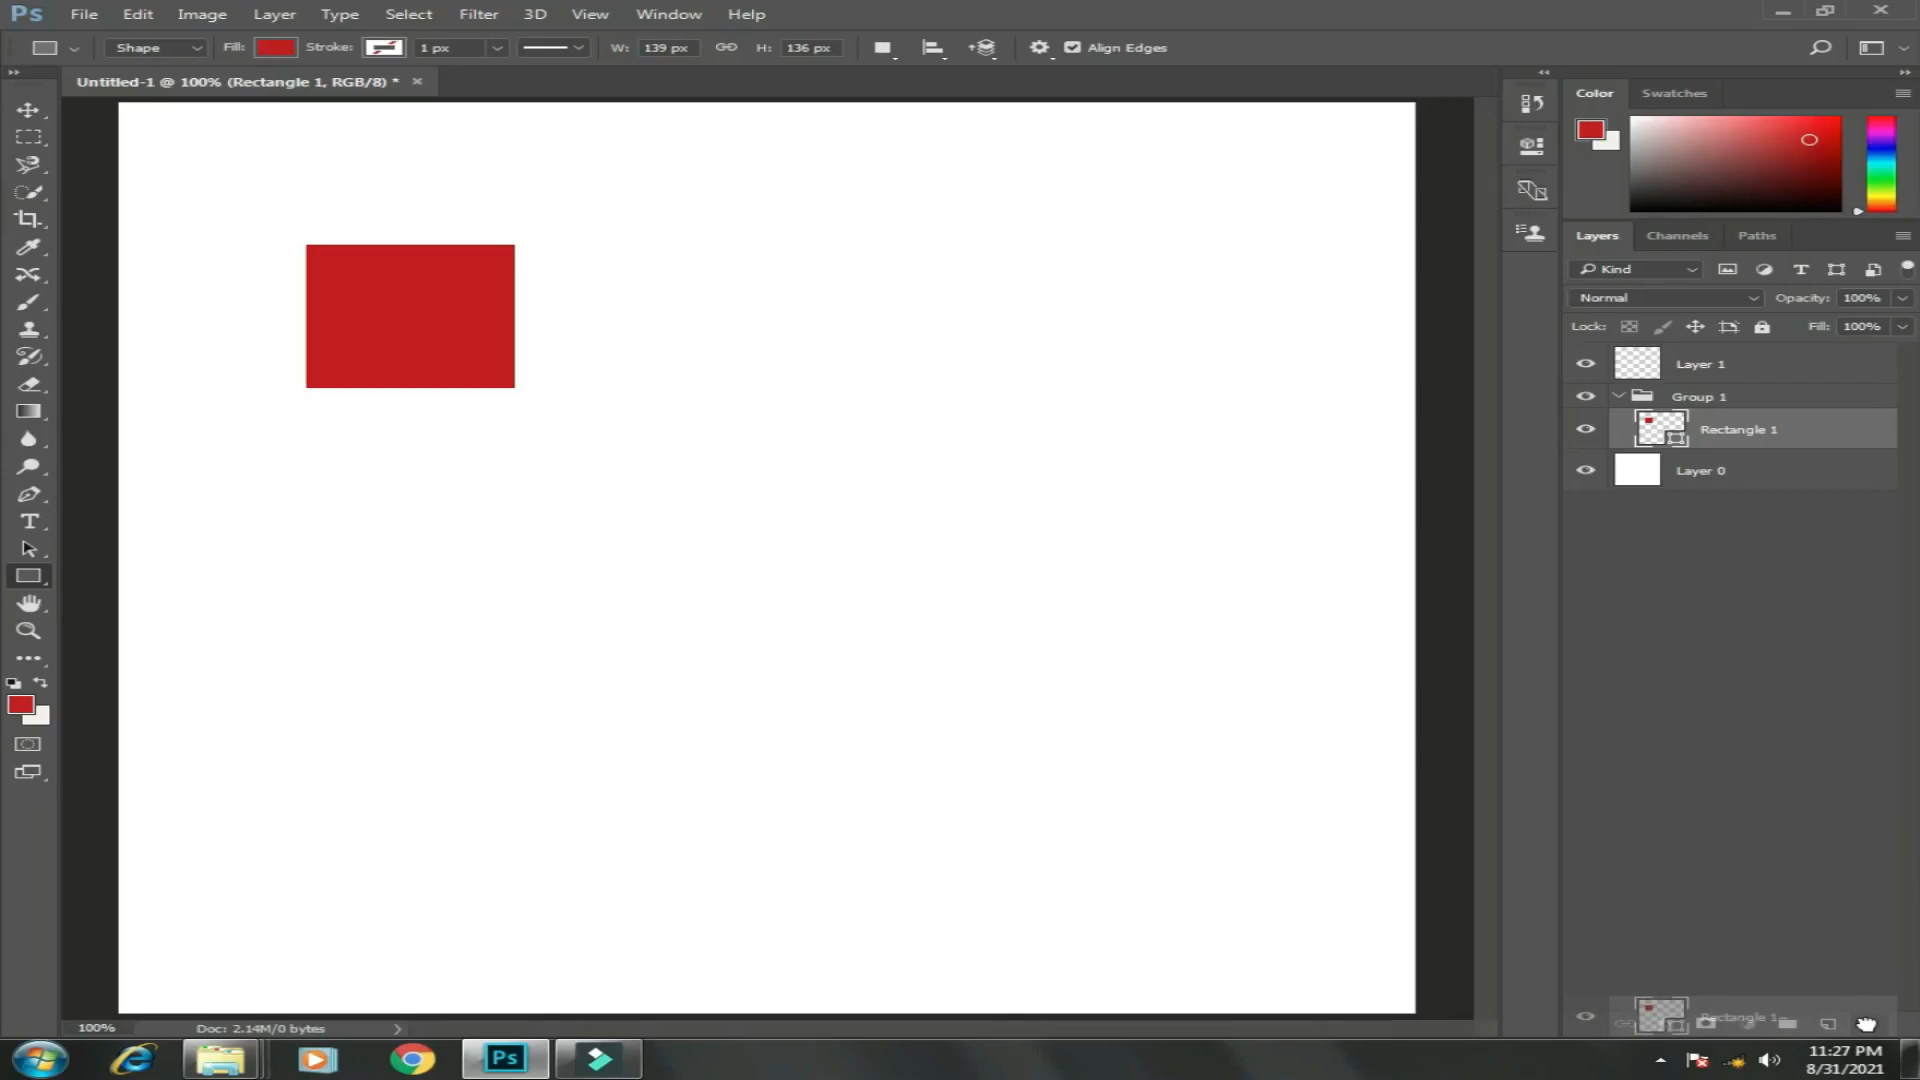 Ps File Edit Image Layer Type Select Filter 3D View Window Help
Shape Fill: Stroke: 1 px W: 139 px H: 136 px Align Edges
Untitled-1 @ 100% (Rectangle 1, RGB/8) * ×
Color Swatches
Layers Channels Paths
Kind
Normal Opacity: 100%
Lock: Fill: 100%
Layer 1
Group 1
Rectangle 1
Layer 0
Rectangle 1
100% Doc: 2.14M/0 bytes
Ps
11:27 PM
8/31/2021